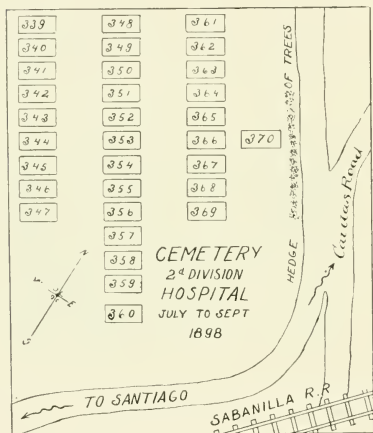 339 348 361
340 349 362
341 350 363
342 351 364
343 352 365
344 353 366 370
345 354 367
346 355 368
347 356 369
357
358
359
360
HEDGE OF TREES
CEMETERY
2d DIVISION
HOSPITAL
JULY TO SEPT
1898
N
E
S
TO SANTIAGO
SABANILLA R.R
Road